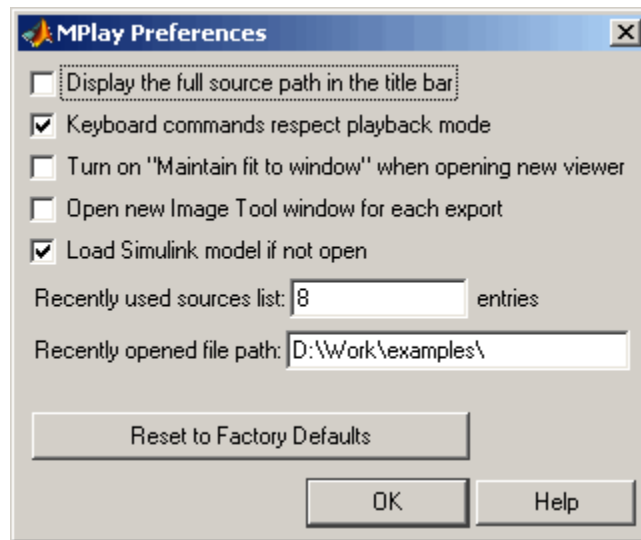 MPlay Preferences
Display the full source path in the title bar
Keyboard commands respect playback mode
Turn on "Maintain fit to window" when opening new viewer
Open new Image Tool window for each export
Load Simulink model if not open
Recently used sources list: 8 entries
Recently opened file path: D:\Work\examples\
Reset to Factory Defaults
OK Help